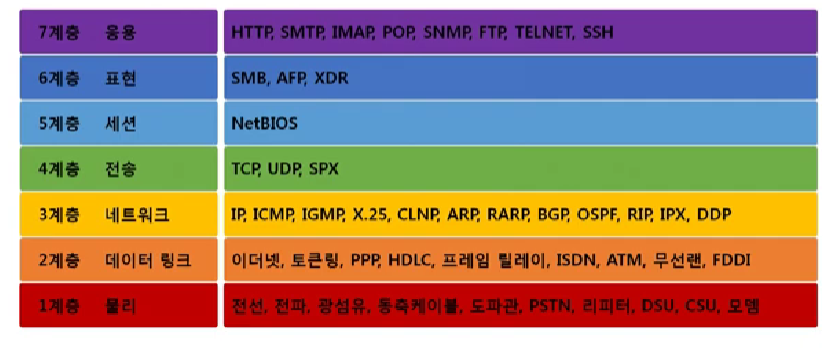 7계층 응용 HTTP, SMTP, IMAP, POP, SNMP, FTP, TELNET, SSH
6계층 표현 SMB, AFP, XDR
5계층 세션 NetBIOS
4계층 전송 TCP, UDP, SPX
3계층 네트워크 IP, ICMP, IGMP, X.25, CLNP, ARP, RARP, BGP, OSPF, RIP, IPX, DDP
2계층 데이터 링크 이더넷, 토큰링, PPP, HDLC, 프레임 릴레이, ISDN, ATM, 무선랜, FDDI
1계층 물리 전선, 전파, 광섬유, 동축케이블, 도파관, PSTN, 리피터, DSU, CSU, 모뎀